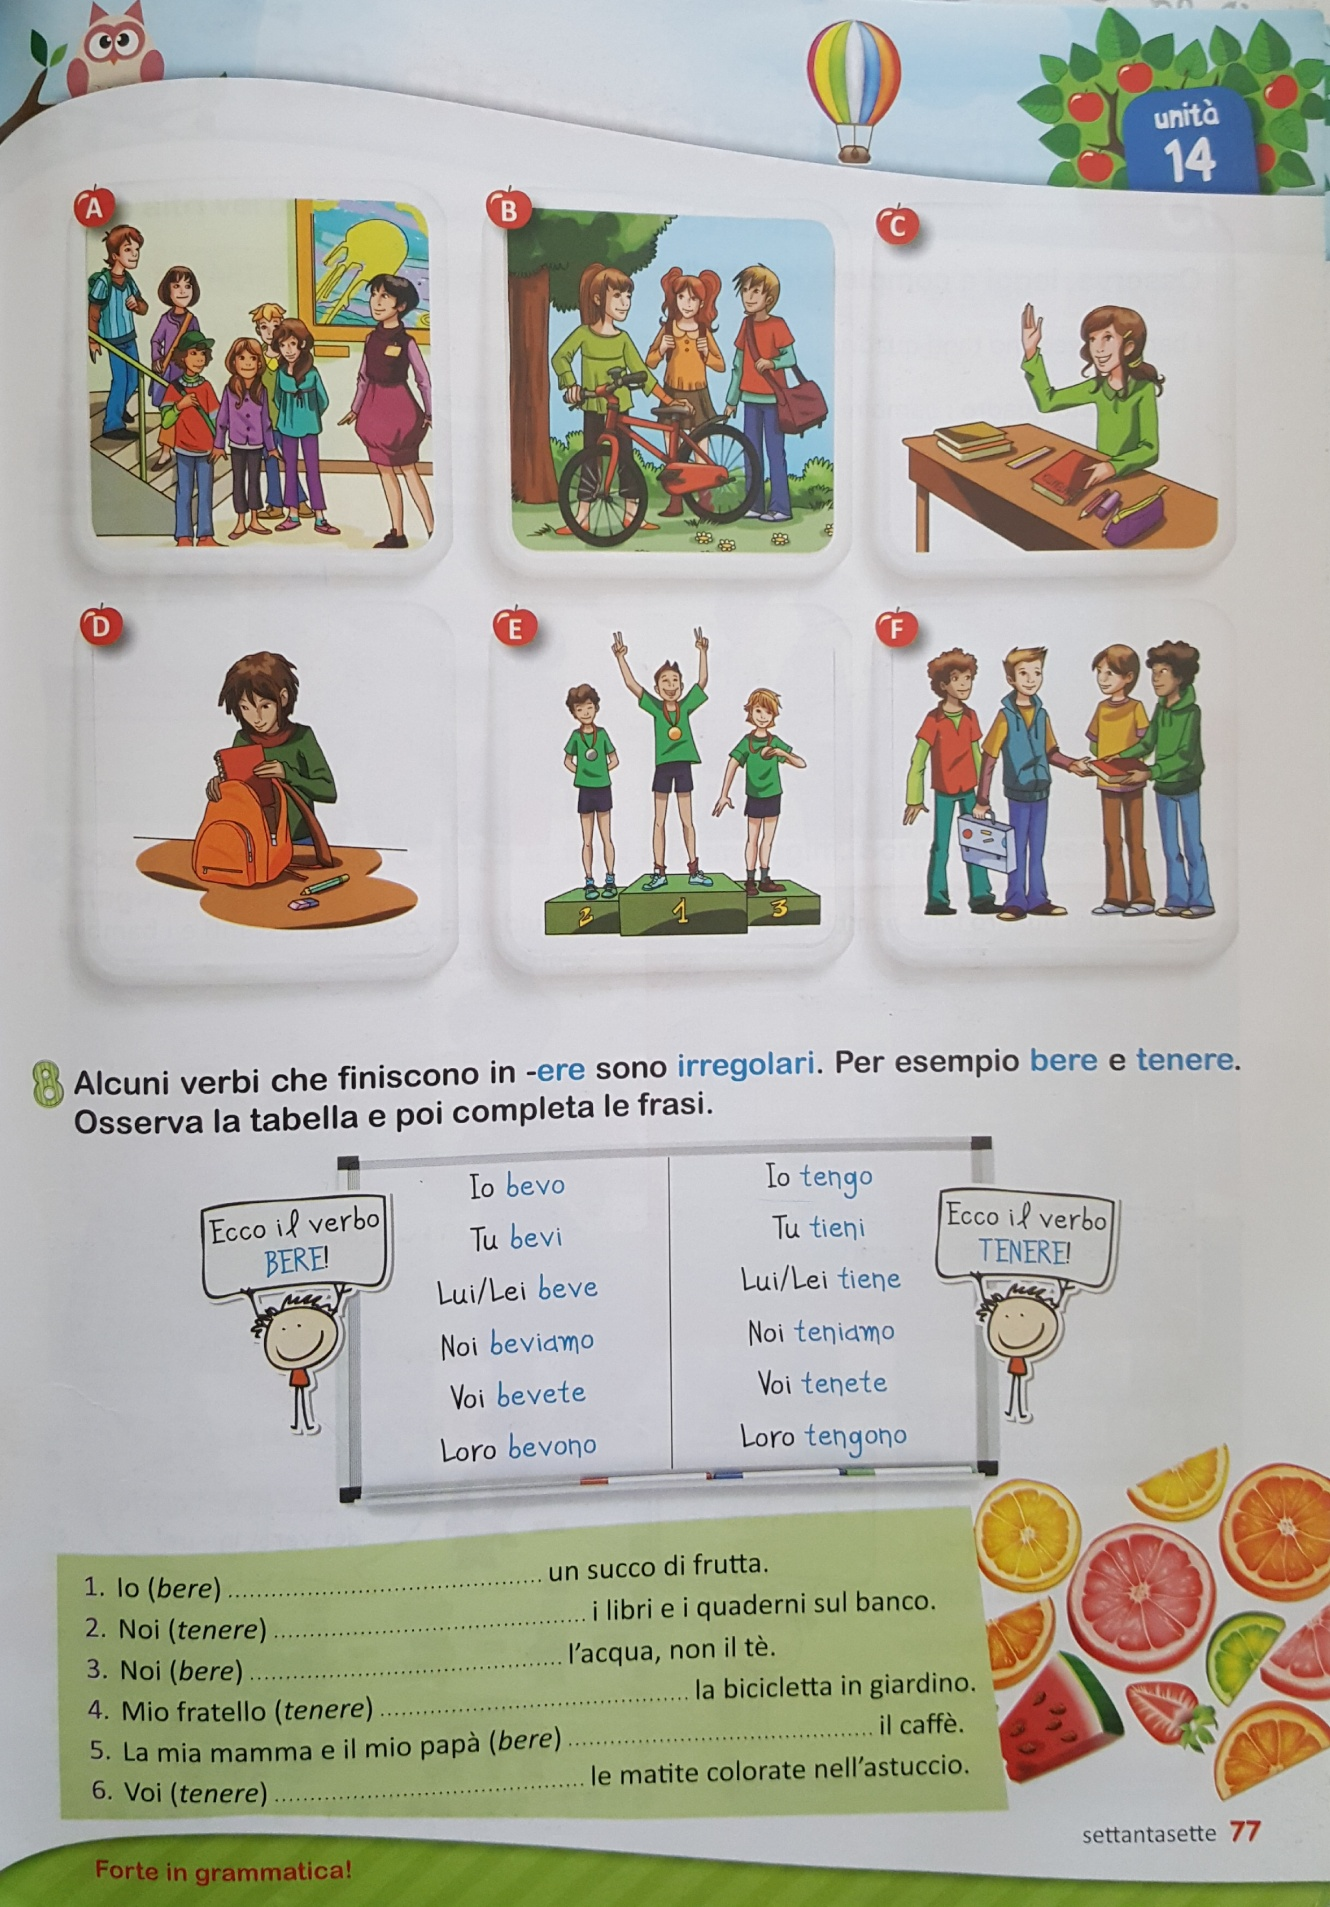 unità
14
A
B
C
D
E
2 1 3
F
8 Alcuni verbi che finiscono in -ere sono irregolari. Per esempio bere e tenere.
Osserva la tabella e poi completa le frasi.
Ecco il verbo
BERE!
Io bevo
Tu bevi
Lui/Lei beve
Noi beviamo
Voi bevete
Loro bevono
Io tengo
Tu tieni
Lui/Lei tiene
Noi teniamo
Voi tenete
Loro tengono
Ecco il verbo
TENERE!
1. Io (bere) ........................................ un succo di frutta.
2. Noi (tenere) ........................................ i libri e i quaderni sul banco.
3. Noi (bere) ........................................ l'acqua, non il tè.
4. Mio fratello (tenere) ........................................ la bicicletta in giardino.
5. La mia mamma e il mio papà (bere) ........................................ il caffè.
6. Voi (tenere) ........................................ le matite colorate nell'astuccio.
settantasette 77
Forte in grammatica!